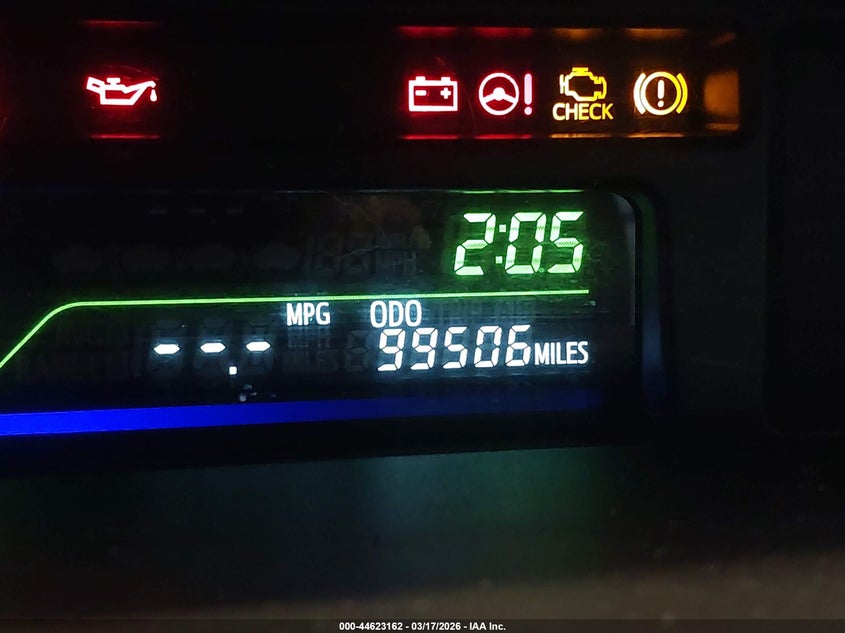 CHECK
2:05
MPG ODO
--.- 99506 MILES
000-44623162 - 03/17/2026 - IAA Inc.